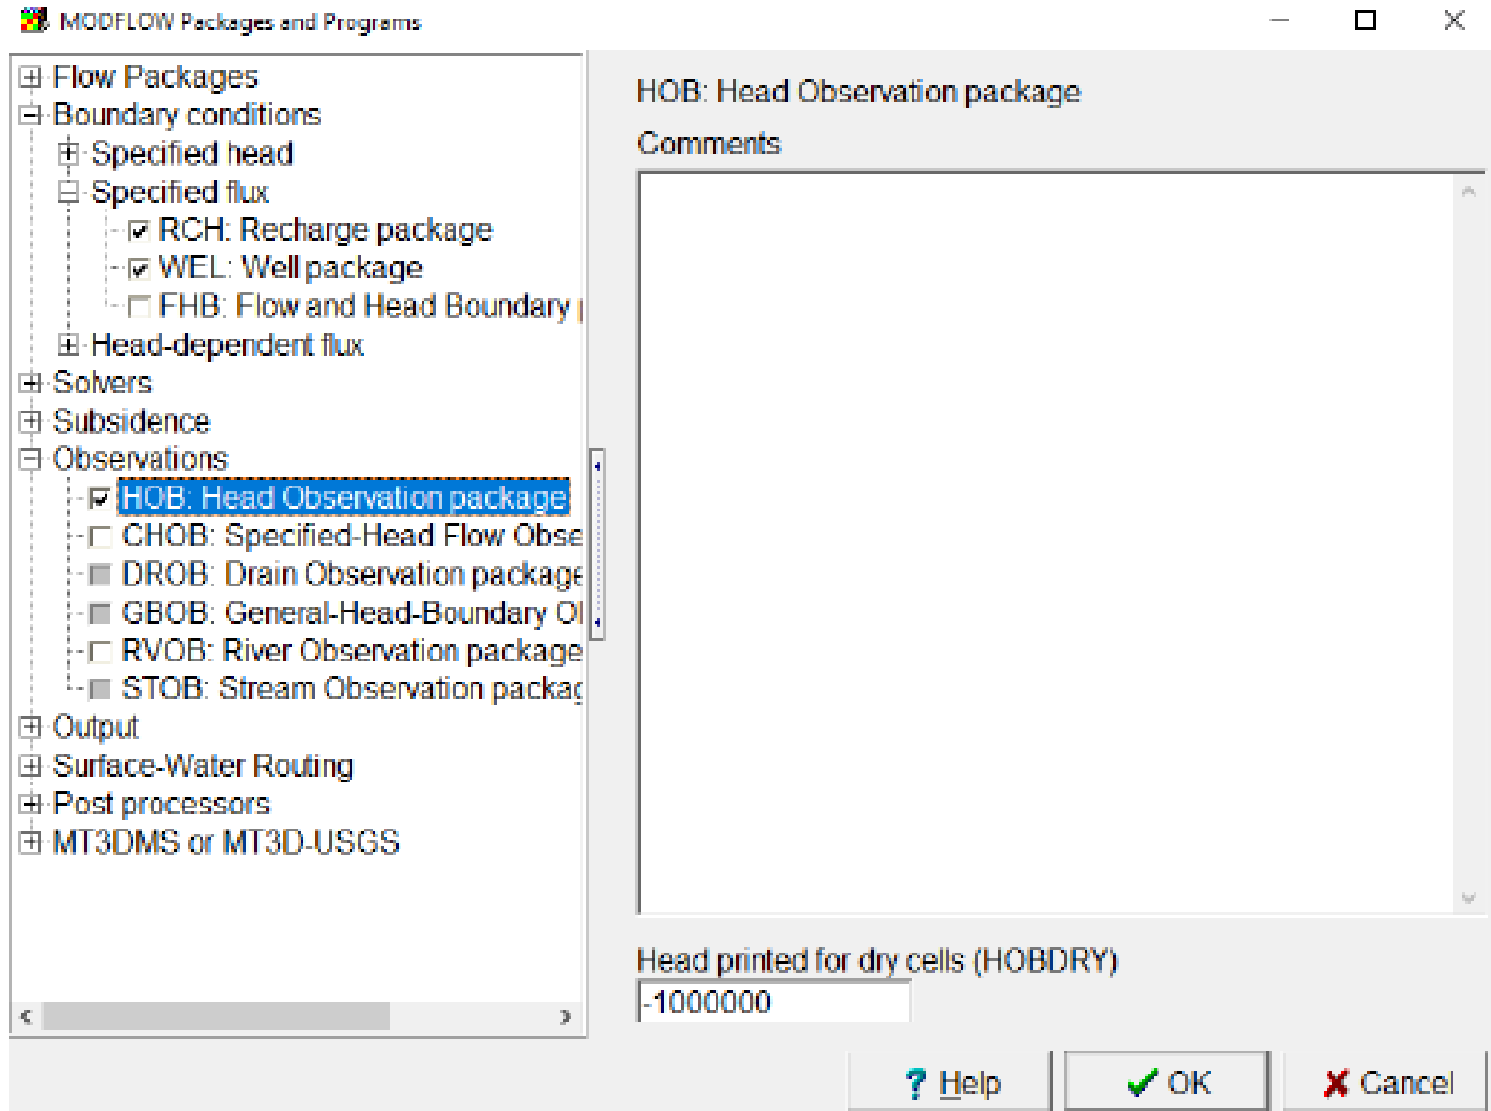 MODFLOW Packages and Programs
Flow Packages
Boundary conditions
Specified head
Specified flux
RCH: Recharge package
WEL: Well package
FHB: Flow and Head Boundary
Head-dependent flux
Solvers
Subsidence
Observations
HOB: Head Observation package
CHOB: Specified-Head Flow Obse
DROB: Drain Observation package
GBOB: General-Head-Boundary
RVOB: River Observation package
STOB: Stream Observation packag
Output
Surface-Water Routing
Post processors
MT3DMS or MT3D-USGS
HOB: Head Observation package
Comments
Head printed for dry cells (HOBDRY)
-1000000
? Help
OK
Cancel